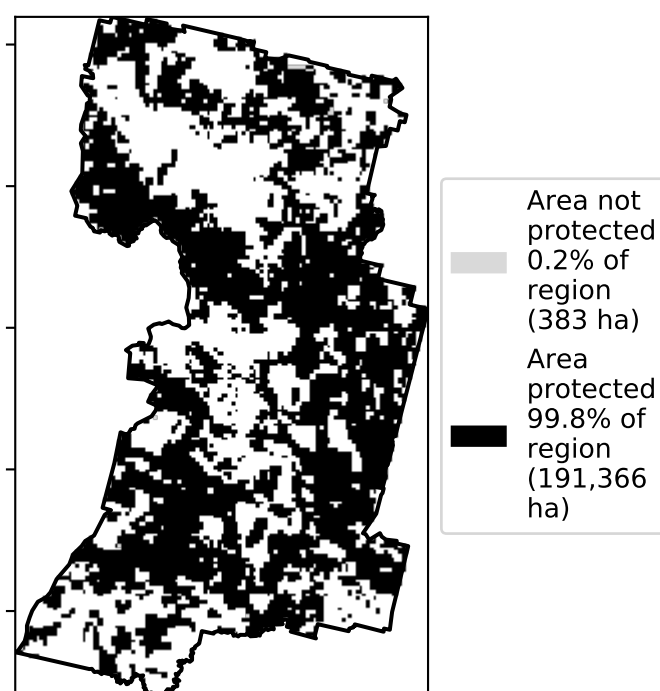 Area not
protected
0.2% of
region
(383 ha)
Area
protected
99.8% of
region
(191,366
ha)